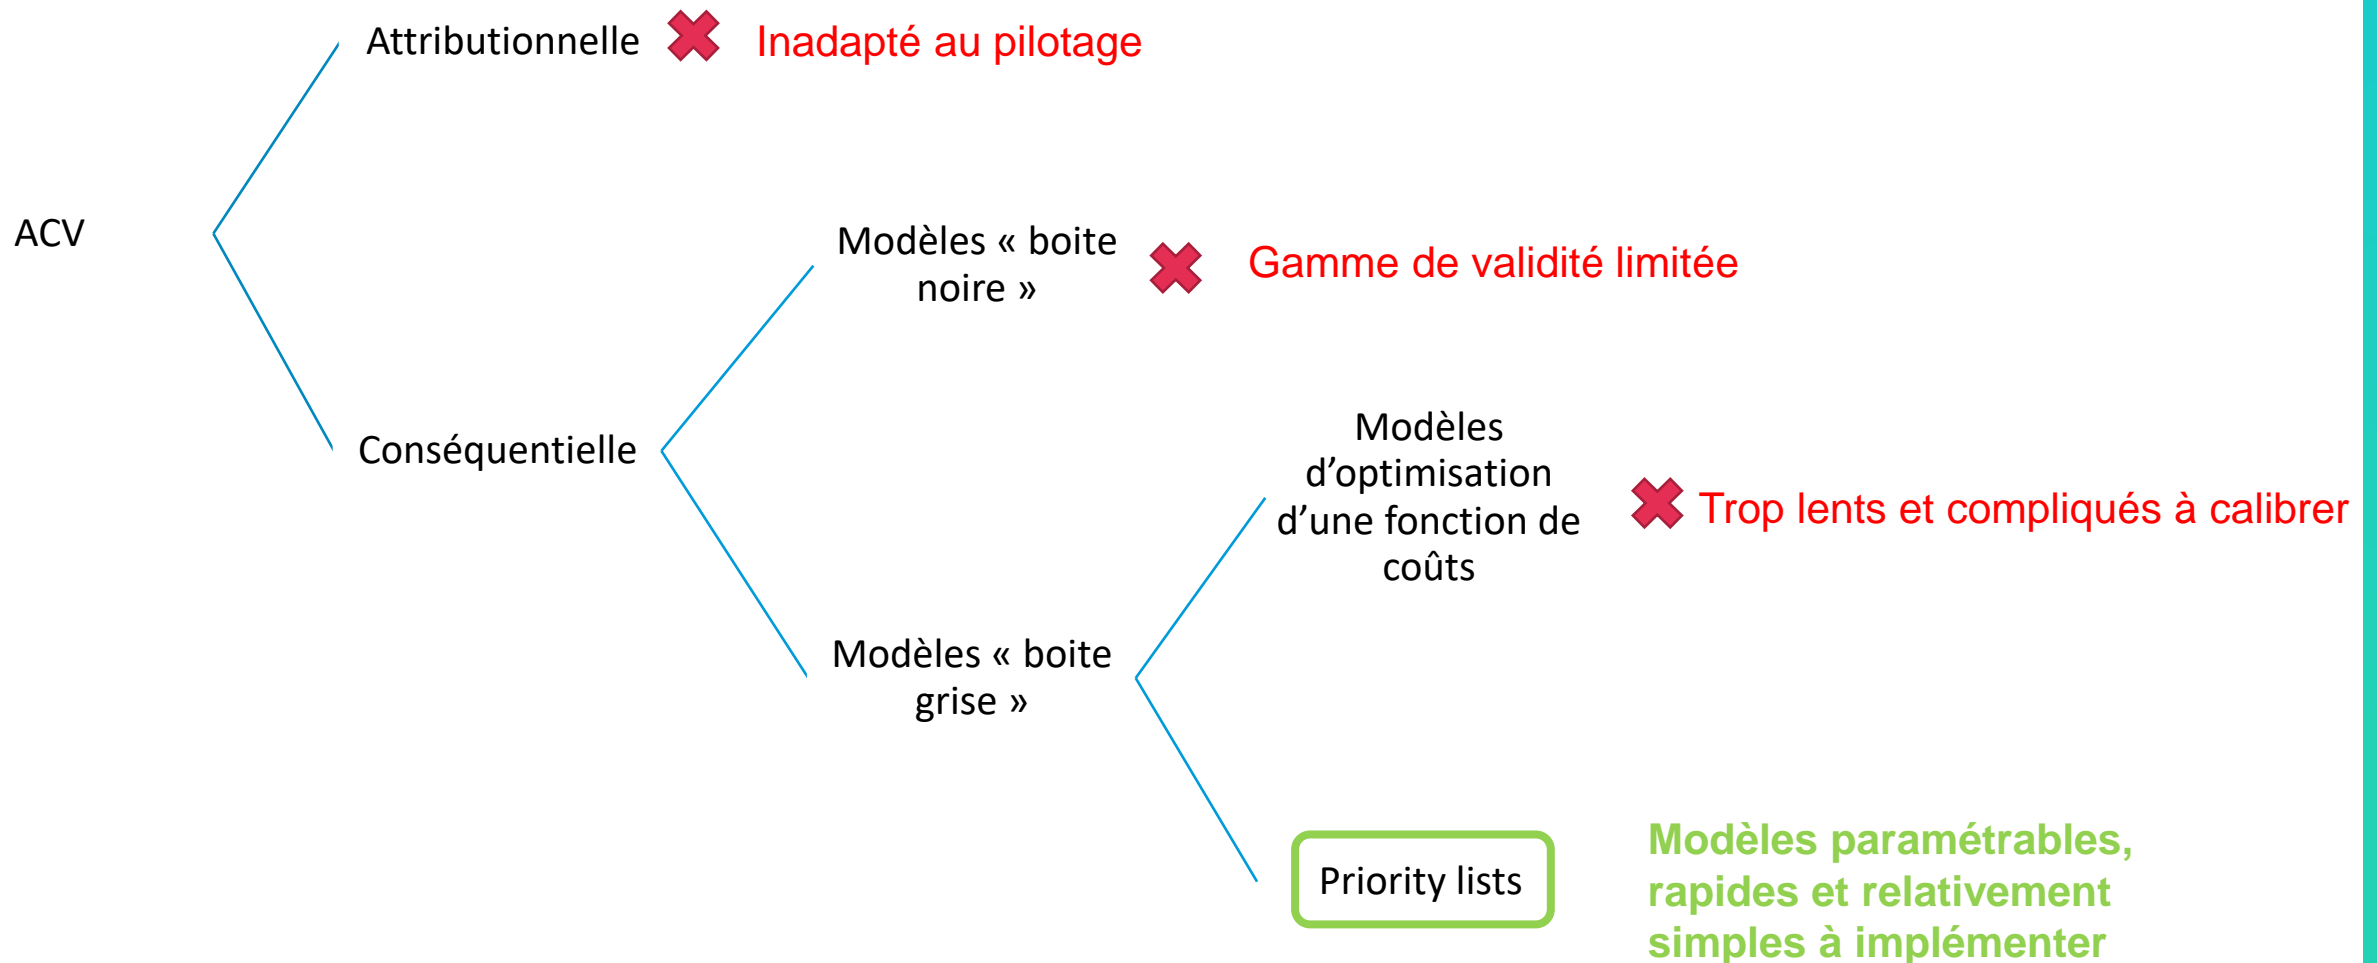 Attributionnelle
Inadapté au pilotage
ACV
Modèles « boite
noire »
Gamme de validité limitée
Conséquentielle
Modèles
d’optimisation
d’une fonction de
coûts
Trop lents et compliqués à calibrer
Modèles « boite
grise »
Priority lists
Modèles paramétrables,
rapides et relativement
simples à implémenter